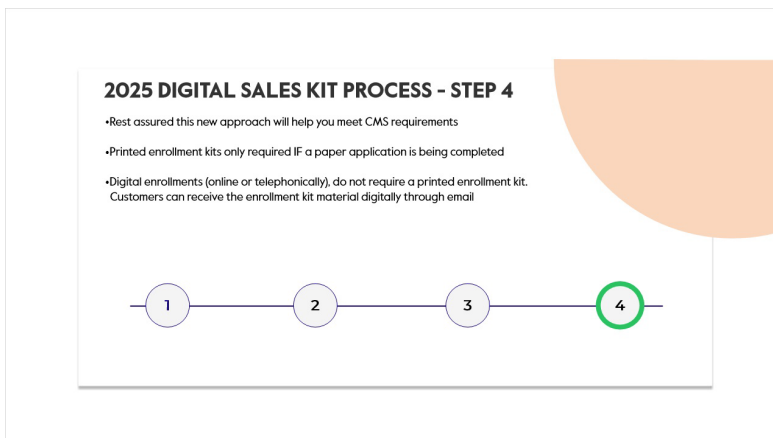 2025 DIGITAL SALES KIT PROCESS - STEP 4
•Rest assured this new approach will help you meet CMS requirements
•Printed enrollment kits only required IF a paper application is being completed
•Digital enrollments (online or telephonically), do not require a printed enrollment kit.
Customers can receive the enrollment kit material digitally through email
1 2 3 4